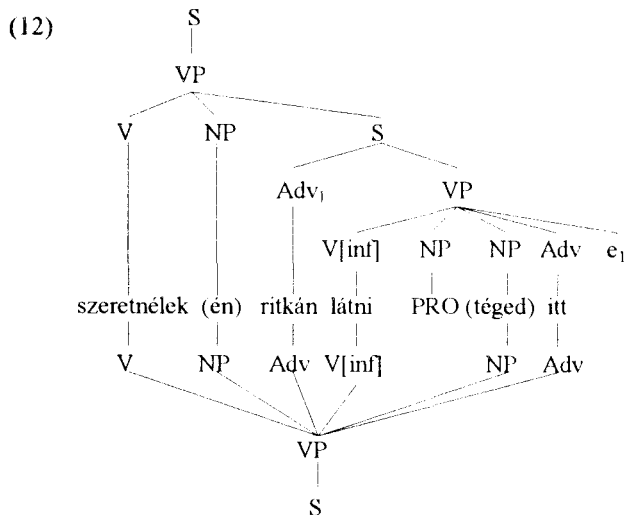 (12)
S
VP
V NP S
Adv₁ VP
V[inf] NP NP Adv e₁
szeretnélek (én) ritkán látni PRO (téged) itt
V NP Adv V[inf] NP Adv
VP
S